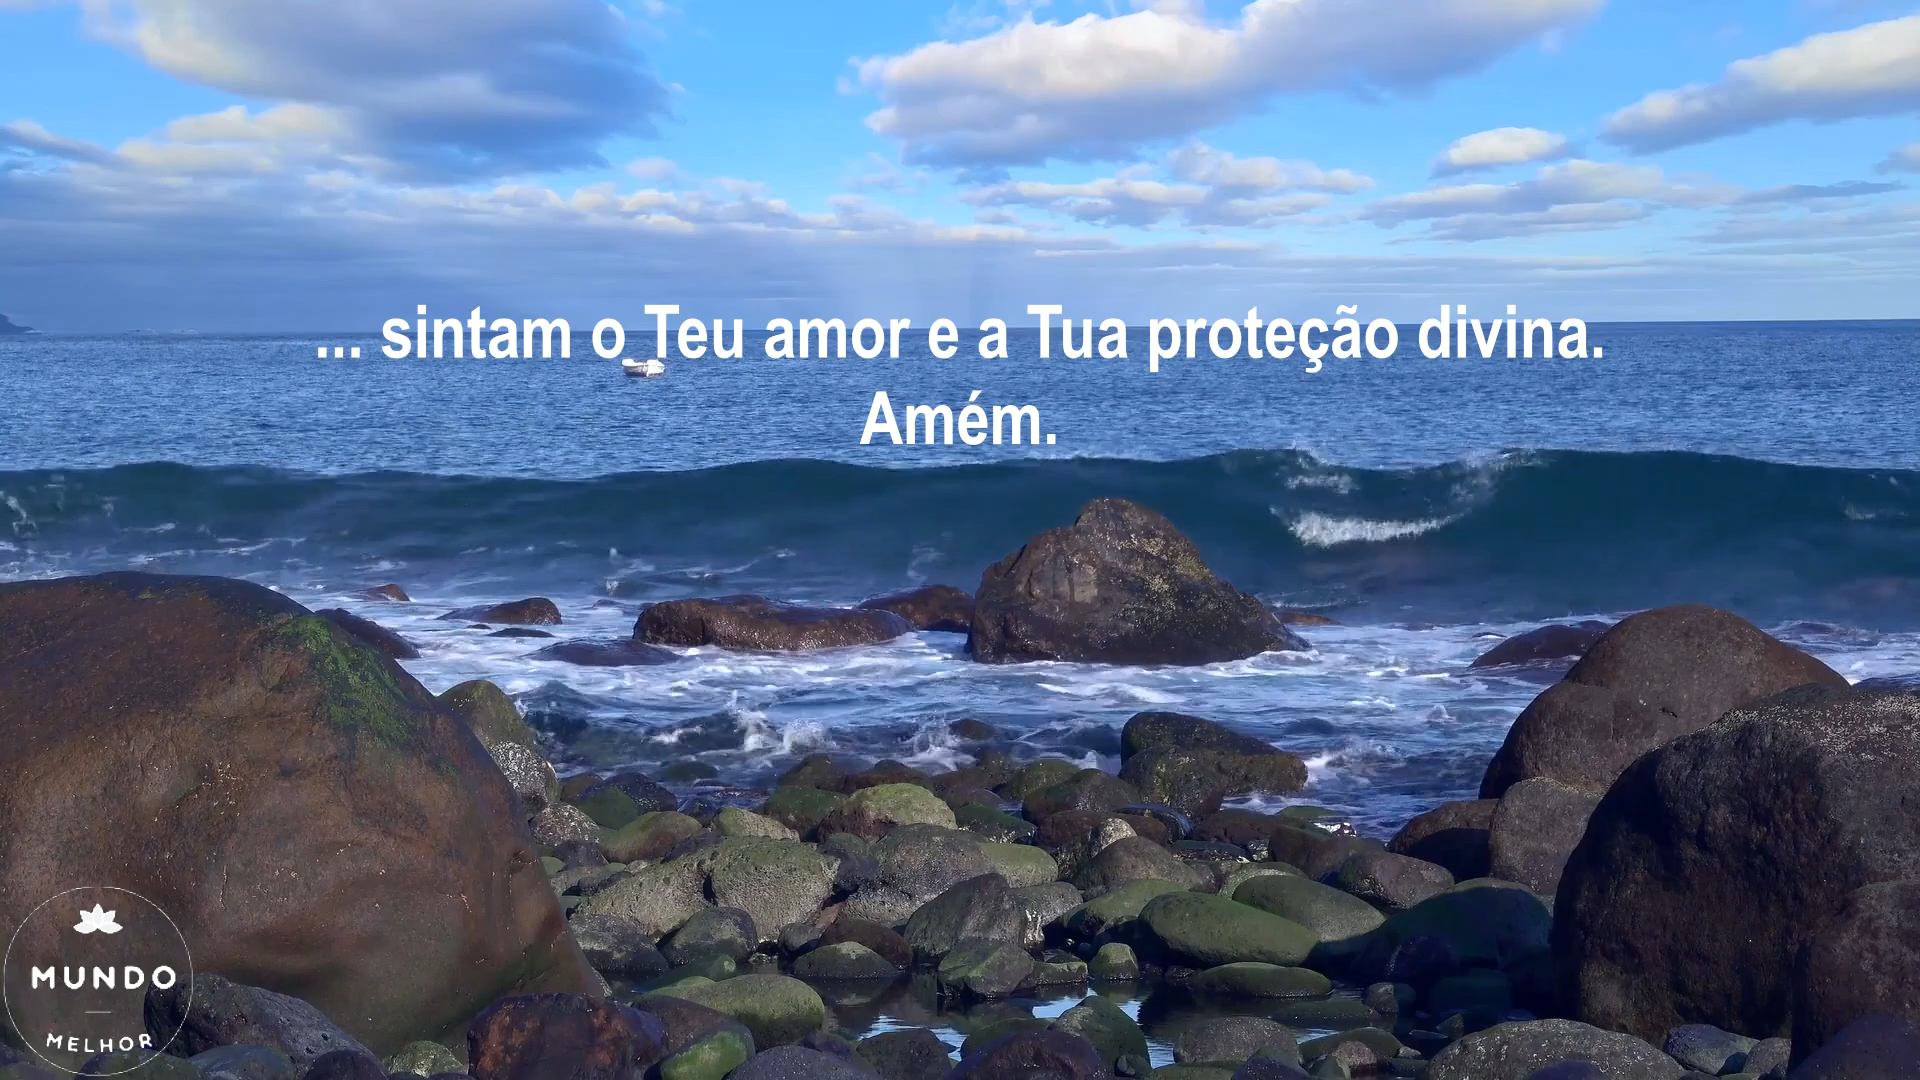 ... sintam o Teu amor e a Tua proteção divina.
Amém.
MUNDO
MELHOR